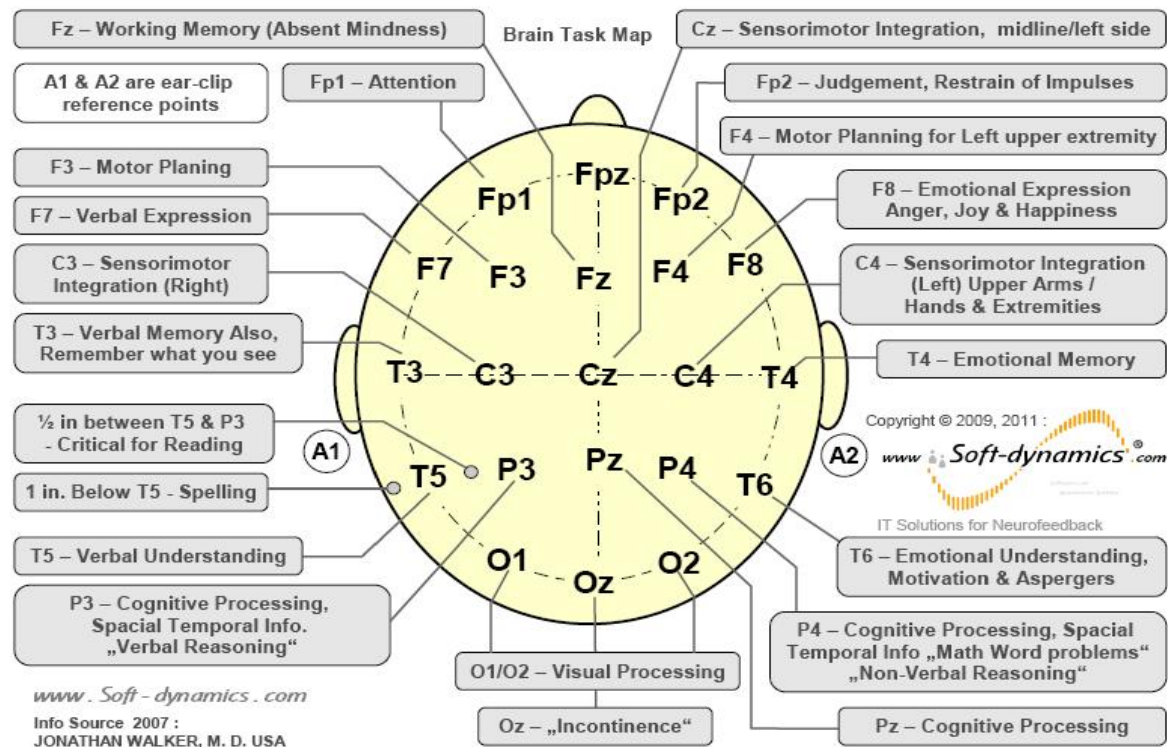 Fz – Working Memory (Absent Mindness)
Brain Task Map
Cz – Sensorimotor Integration, midline/left side
A1 & A2 are ear-clip
reference points
Fp1 – Attention
Fp2 – Judgement, Restrain of Impulses
F4 – Motor Planning for Left upper extremity
F3 – Motor Planing
F7 – Verbal Expression
F8 – Emotional Expression
Anger, Joy & Happiness
C3 – Sensorimotor
Integration (Right)
C4 – Sensorimotor Integration
(Left) Upper Arms /
Hands & Extremities
T3 – Verbal Memory Also,
Remember what you see
T4 – Emotional Memory
½ in between T5 & P3
- Critical for Reading
1 in. Below T5 - Spelling
T5 – Verbal Understanding
P3 – Cognitive Processing,
Spacial Temporal Info.
„Verbal Reasoning“
Fp1 Fpz Fp2
F7 F3 Fz F4 F8
T3 C3 Cz C4 T4
A1 A2
T5 P3 Pz P4 T6
O1 Oz O2
Copyright © 2009, 2011 :
www Soft-dynamics ® .com
IT Solutions for Neurofeedback
T6 – Emotional Understanding,
Motivation & Aspergers
P4 – Cognitive Processing, Spacial
Temporal Info „Math Word problems“
„Non-Verbal Reasoning“
O1/O2 – Visual Processing
Oz – „Incontinence“
Pz – Cognitive Processing
www . Soft - dynamics . com
Info Source 2007 :
JONATHAN WALKER, M. D. USA